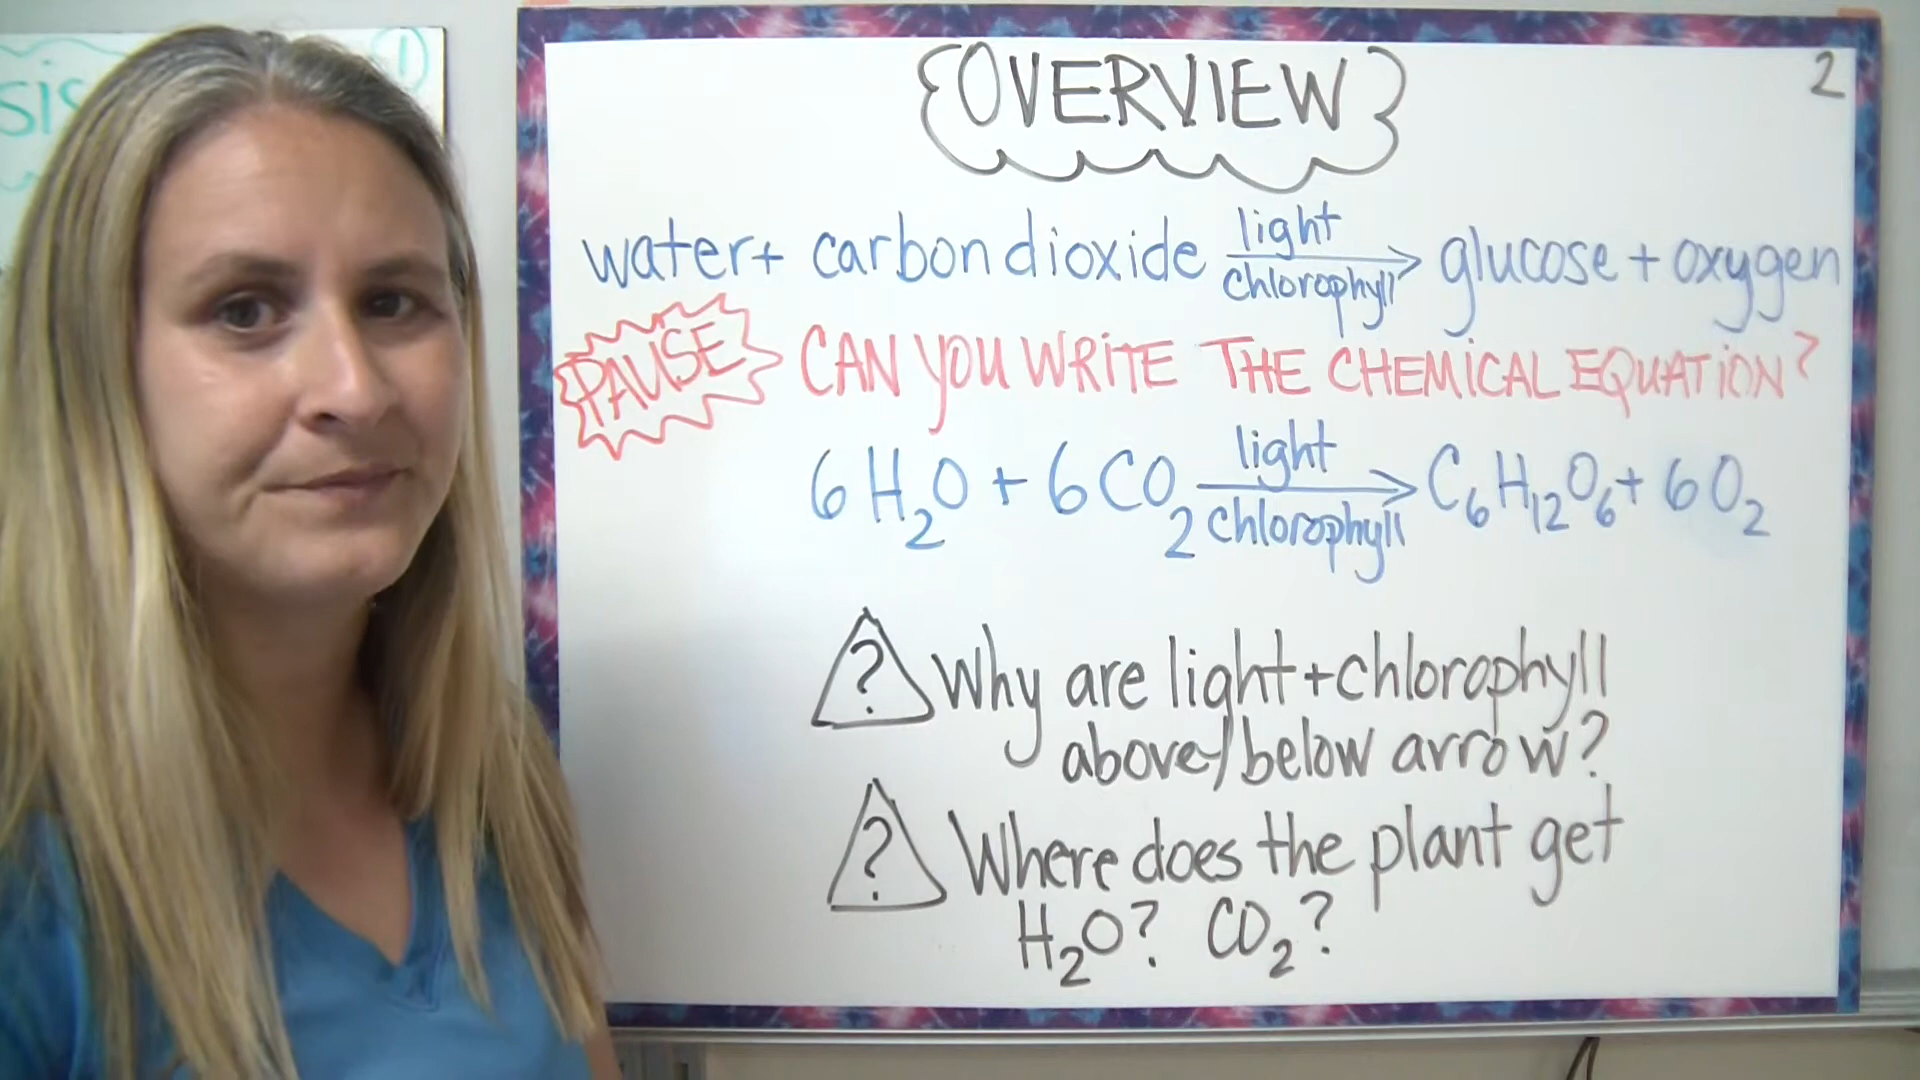 sis
1
{OVERVIEW}
2
water + carbon dioxide light chlorophyll → glucose + oxygen
PAUSE CAN YOU WRITE THE CHEMICAL EQUATION?
6 H₂O + 6 CO₂ light chlorophyll → C₆H₁₂O₆ + 6 O₂
? Why are light + chlorophyll
above/below arrow?
? Where does the plant get
H₂O? CO₂?